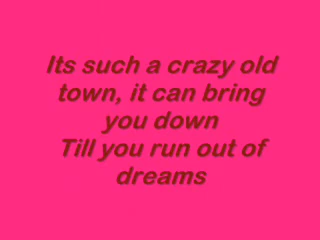 Its such a crazy old
town, it can bring
you down
Till you run out of
dreams